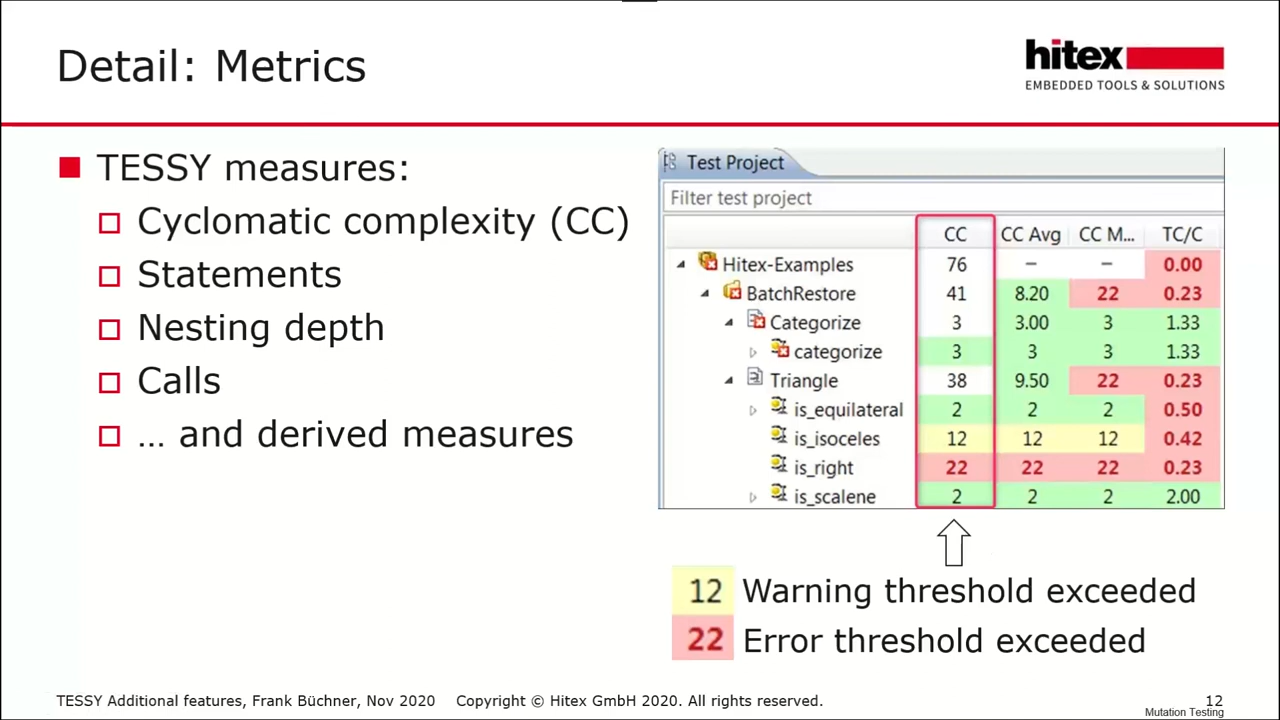 Detail: Metrics
hitex
EMBEDDED TOOLS & SOLUTIONS
TESSY measures:
Cyclomatic complexity (CC)
Statements
Nesting depth
Calls
... and derived measures
Test Project
Filter test project
CC CC Avg CC M... TC/C
Hitex-Examples 76 – – 0.00
BatchRestore 41 8.20 22 0.23
Categorize 3 3.00 3 1.33
categorize 3 3 3 1.33
Triangle 38 9.50 22 0.23
is_equilateral 2 2 2 0.50
is_isoceles 12 12 12 0.42
is_right 22 22 22 0.23
is_scalene 2 2 2 2.00
12 Warning threshold exceeded
22 Error threshold exceeded
TESSY Additional features, Frank Büchner, Nov 2020 Copyright © Hitex GmbH 2020. All rights reserved. 12
Mutation Testing